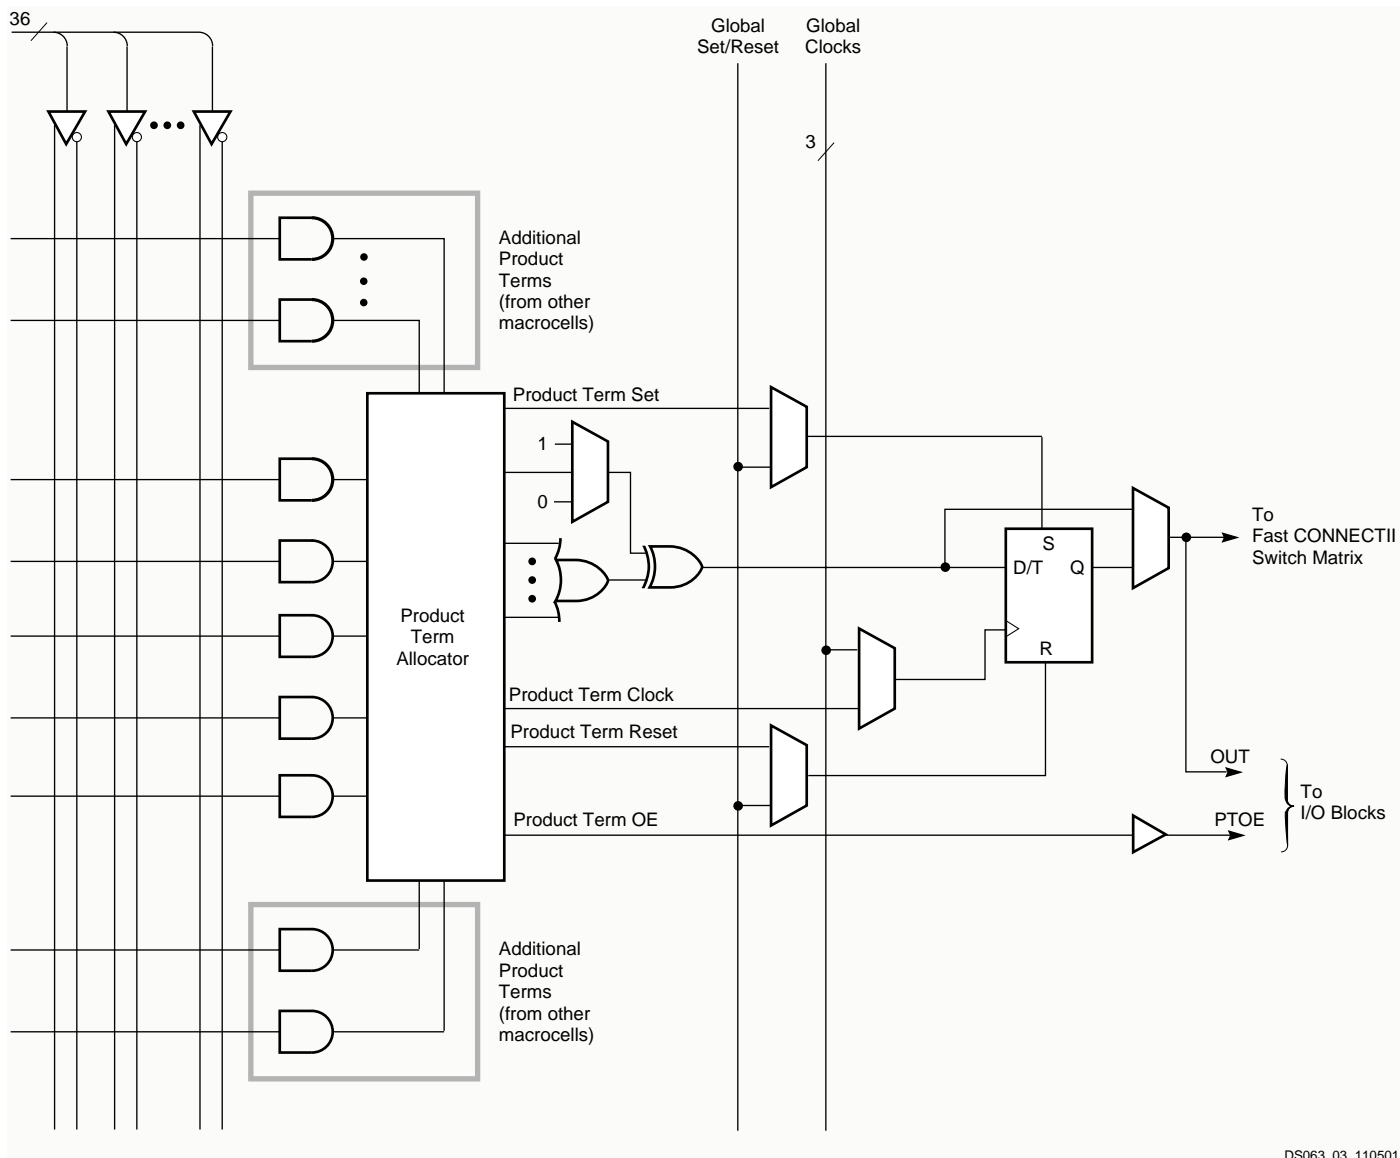 36
Global
Set/Reset
Global
Clocks
3
Additional
Product
Terms
(from other
macrocells)
Product Term Set
1
0
Product
Term
Allocator
S
D/T Q
R
To
Fast CONNECTII
Switch Matrix
Product Term Clock
Product Term Reset
OUT
Product Term OE
PTOE
To
I/O Blocks
Additional
Product
Terms
(from other
macrocells)
DS063_03_110501